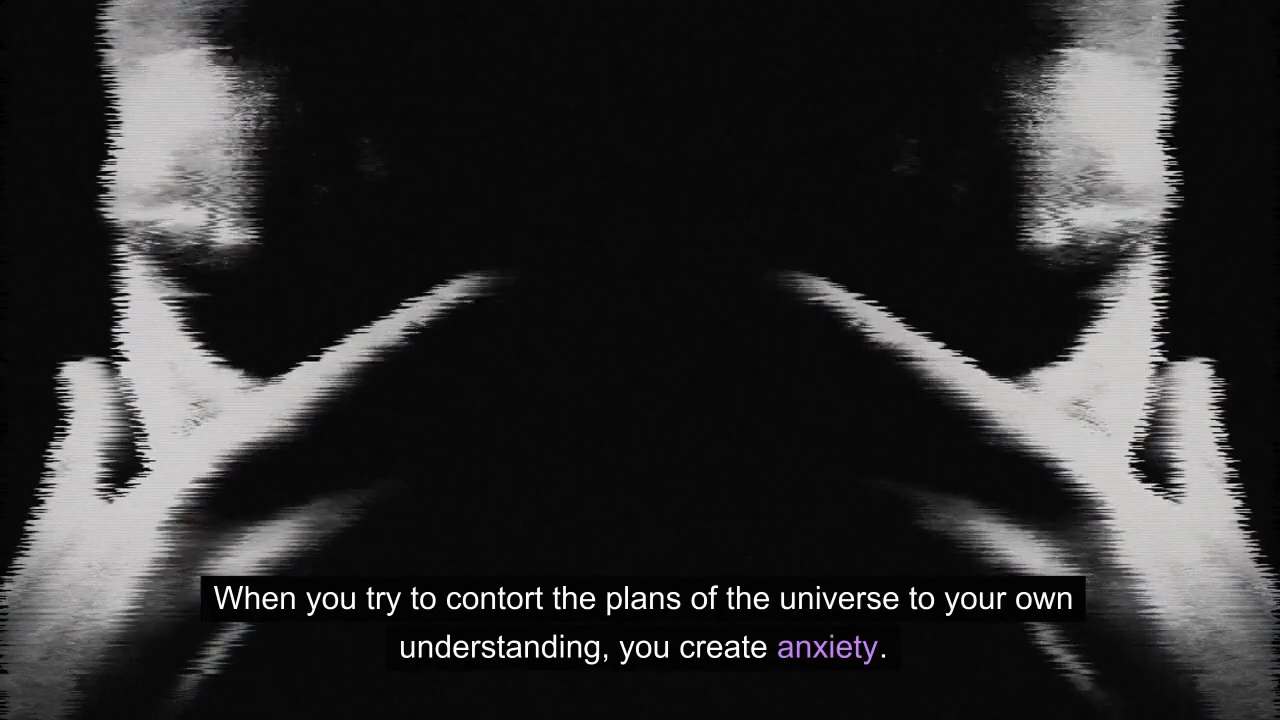 When you try to contort the plans of the universe to your own
understanding, you create anxiety.